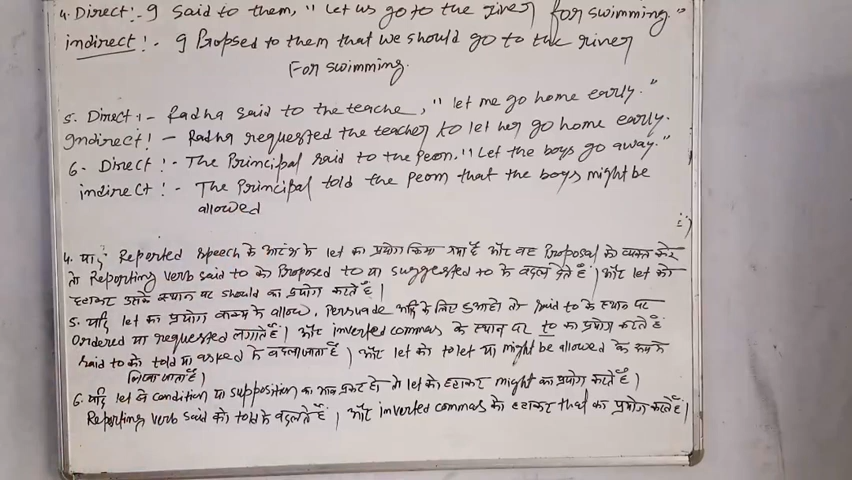 4. Direct:- I said to them, "Let us go to the river for swimming."
indirect:- I Propsed to them that we should go to the river
For swimming.
5. Direct:- Radha said to the teache, "let me go home early."
Indirect:- Radha requested the teacher to let her go home early.
6. Direct:- The Principal said to the Peon, "Let the boys go away."
indirect:- The Principal told the Peom that the boys might be
allowed
4. यदि Reported speech के आरंभ में let का प्रयोग किया गया है और वह Proposal को व्यक्त करे
तो Reporting verb said to को Proposed to या suggested to में बदल देते हैं। और let को
हटाकर उसके स्थान पर should का प्रयोग करते हैं।
5. यदि let का प्रयोग वाक्य में allow, Persuade आदि के लिए हुआ हो तो said to के स्थान पर
ordered या requested लगाते हैं। और inverted commas के स्थान पर to का प्रयोग करते हैं
said to को told या asked में बदला जाता है। और let को to let या might be allowed के रूप में
लिखा जाता है।
6. यदि let से condition या supposition का भाव प्रकट हो तो let को हटाकर might का प्रयोग करते हैं।
Reporting verb said को told में बदलते हैं। और inverted commas को हटाकर that का प्रयोग करते हैं।